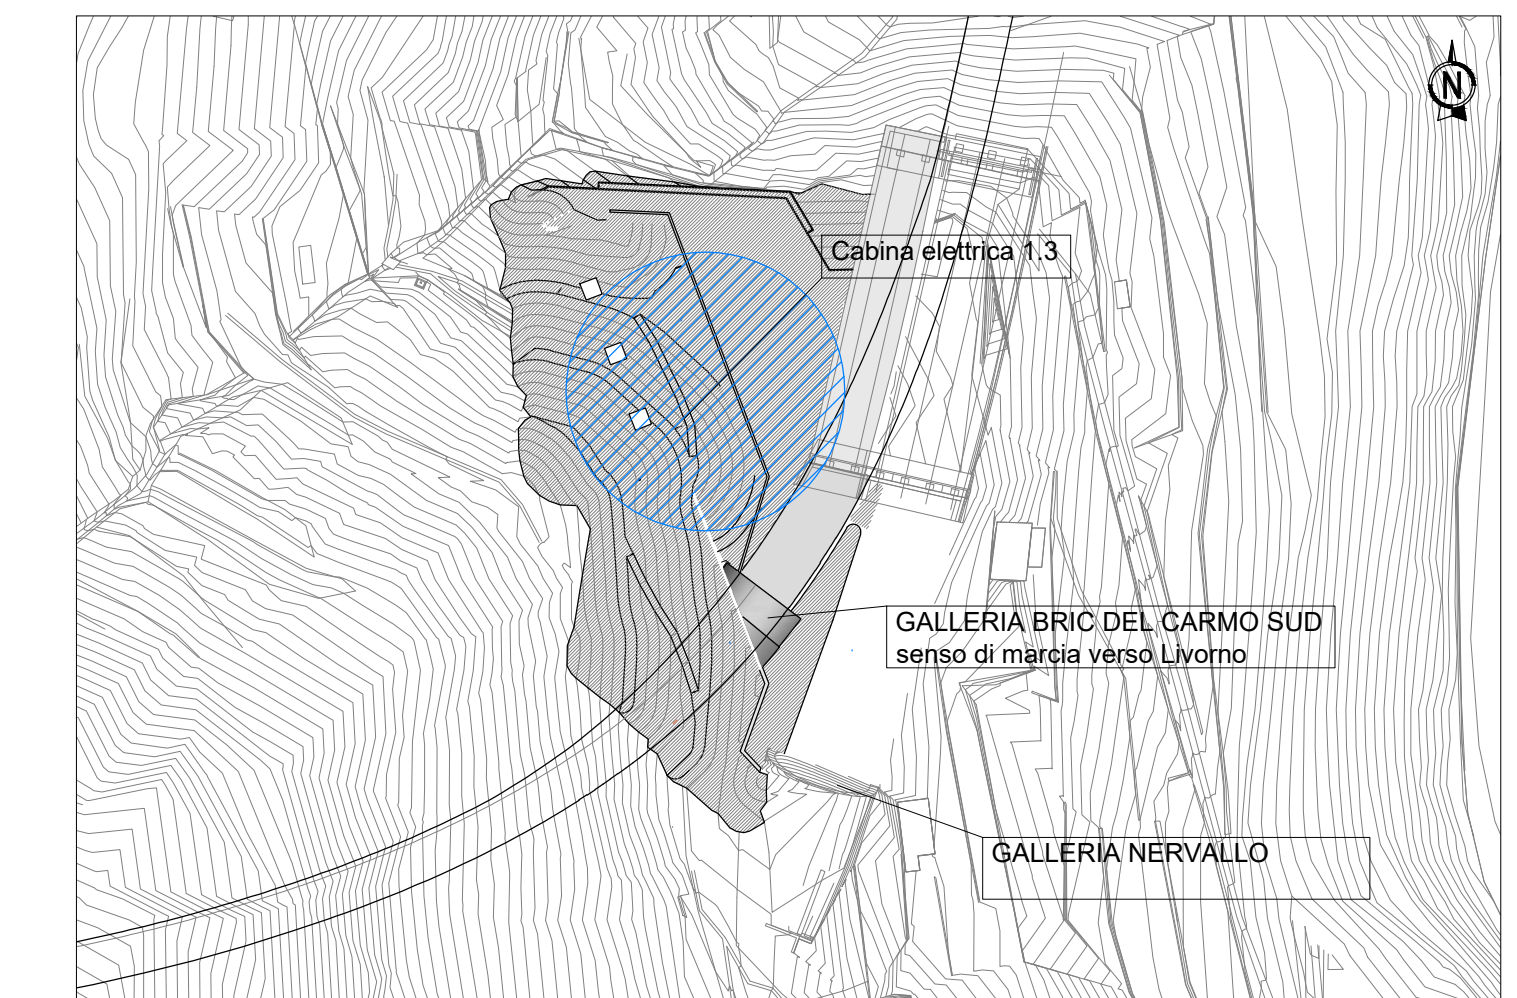 N
Cabina elettrica 1.3
GALLERIA BRIC DEL CARMO SUD
senso di marcia verso Livorno
GALLERIA NERVALLO